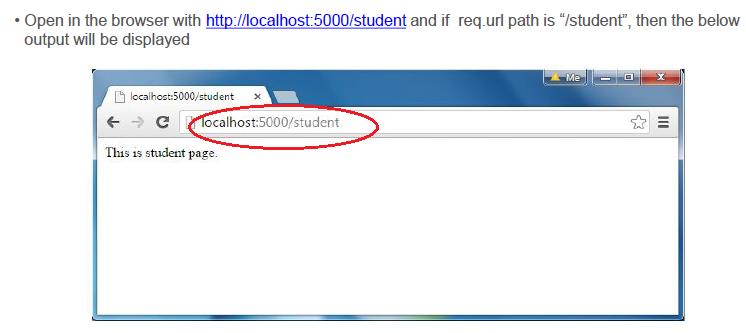 • Open in the browser with http://localhost:5000/student and if req.url path is “/student”, then the below
output will be displayed
Me
localhost:5000/student
localhost:5000/student
This is student page.